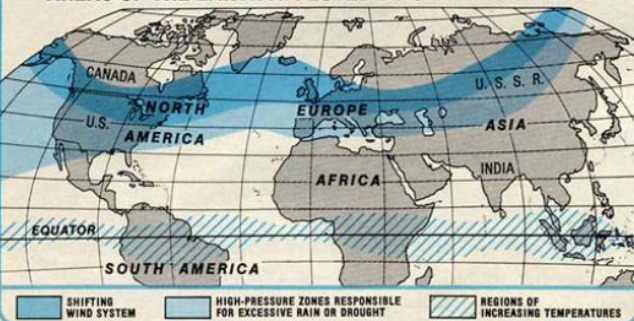 CANADA
U. S. S. R.
NORTH
EUROPE
U.S.
ASIA
AMERICA
INDIA
AFRICA
EQUATOR
SOUTH AMERICA
SHIFTING
WIND SYSTEM
HIGH-PRESSURE ZONES RESPONSIBLE
FOR EXCESSIVE RAIN OR DROUGHT
REGIONS OF
INCREASING TEMPERATURES